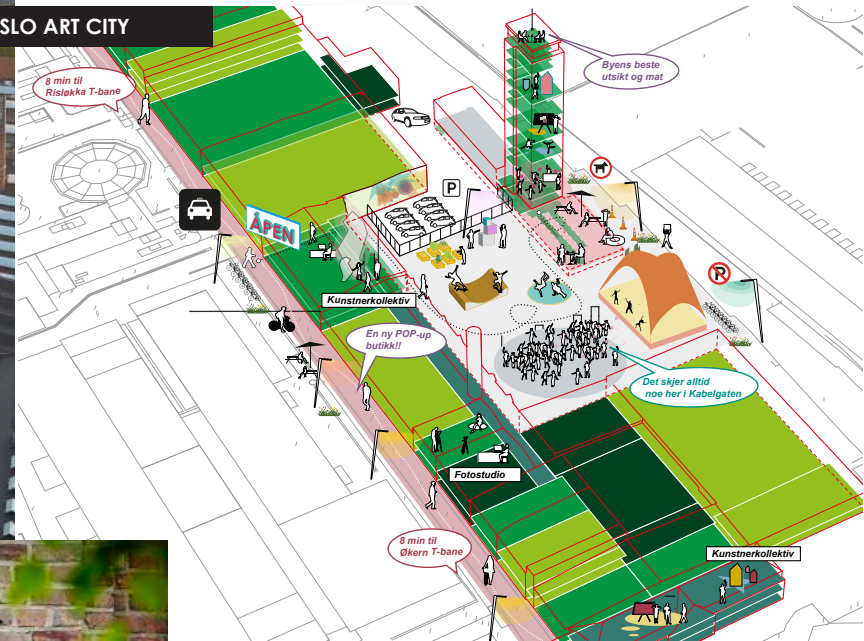 SLO ART CITY
8 min til
Risløkka T-bane
Byens beste
utsikt og mat
P
ÅPEN
P
Kunstnerkollektiv
En ny POP-up
butikk!!
Det skjer alltid
noe her i Kabelgaten
Fotostudio
8 min til
Økern T-bane
Kunstnerkollektiv